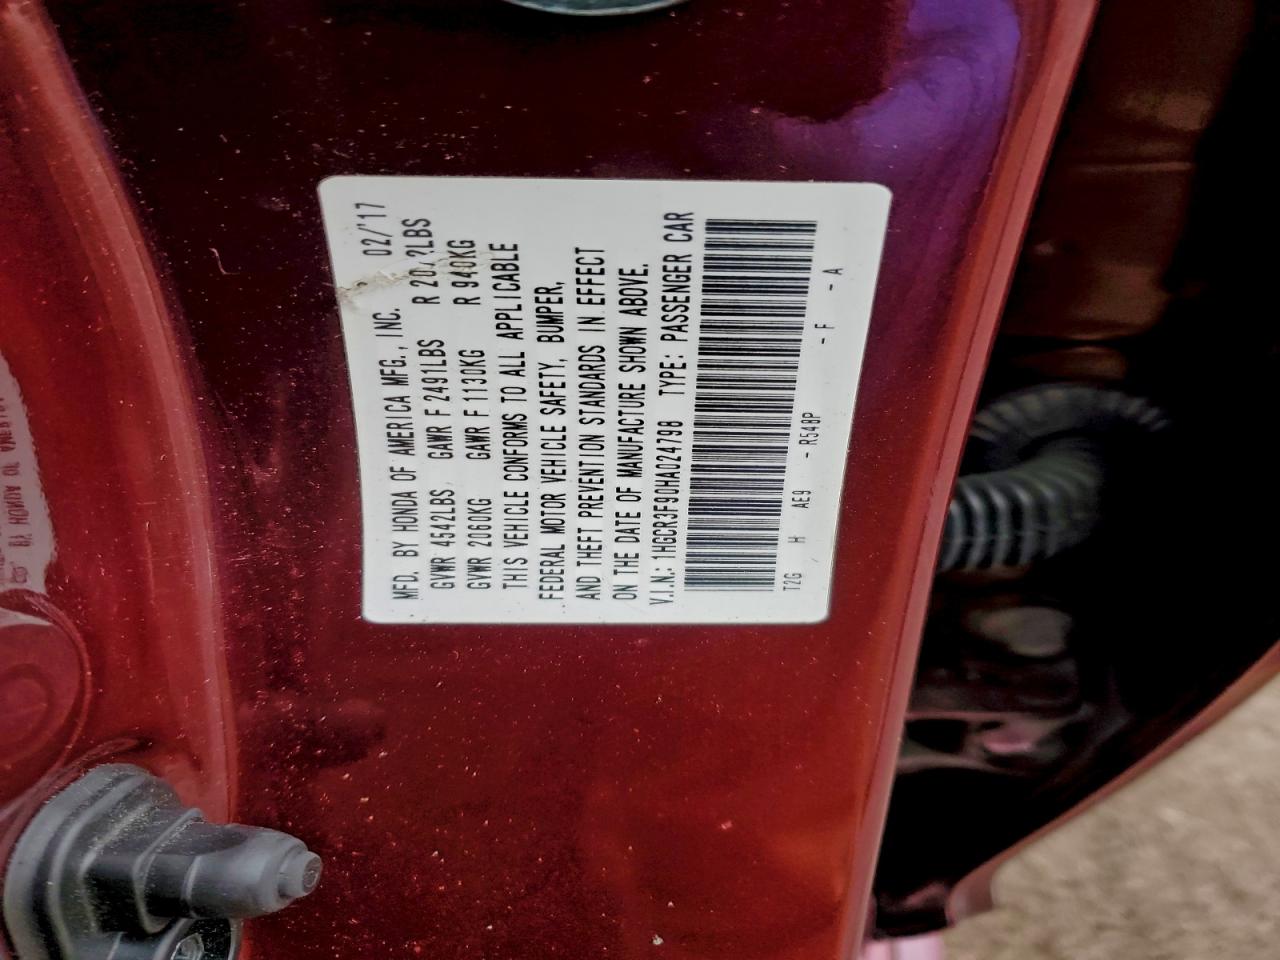 MFD. BY HONDA OF AMERICA MFG., INC. 02/'17
GVWR 4542LBS GAWR F 2491LBS R
GVWR 2060KG GAWR F 1130KG R 940KG
THIS VEHICLE CONFORMS TO ALL APPLICABLE
FEDERAL MOTOR VEHICLE SAFETY, BUMPER,
AND THEFT PREVENTION STANDARDS IN EFFECT
ON THE DATE OF MANUFACTURE SHOWN ABOVE.
V.I.N.: 1HGCR3F90HA024798 TYPE: PASSENGER CAR
T2G H AE9 - R548P - F - A